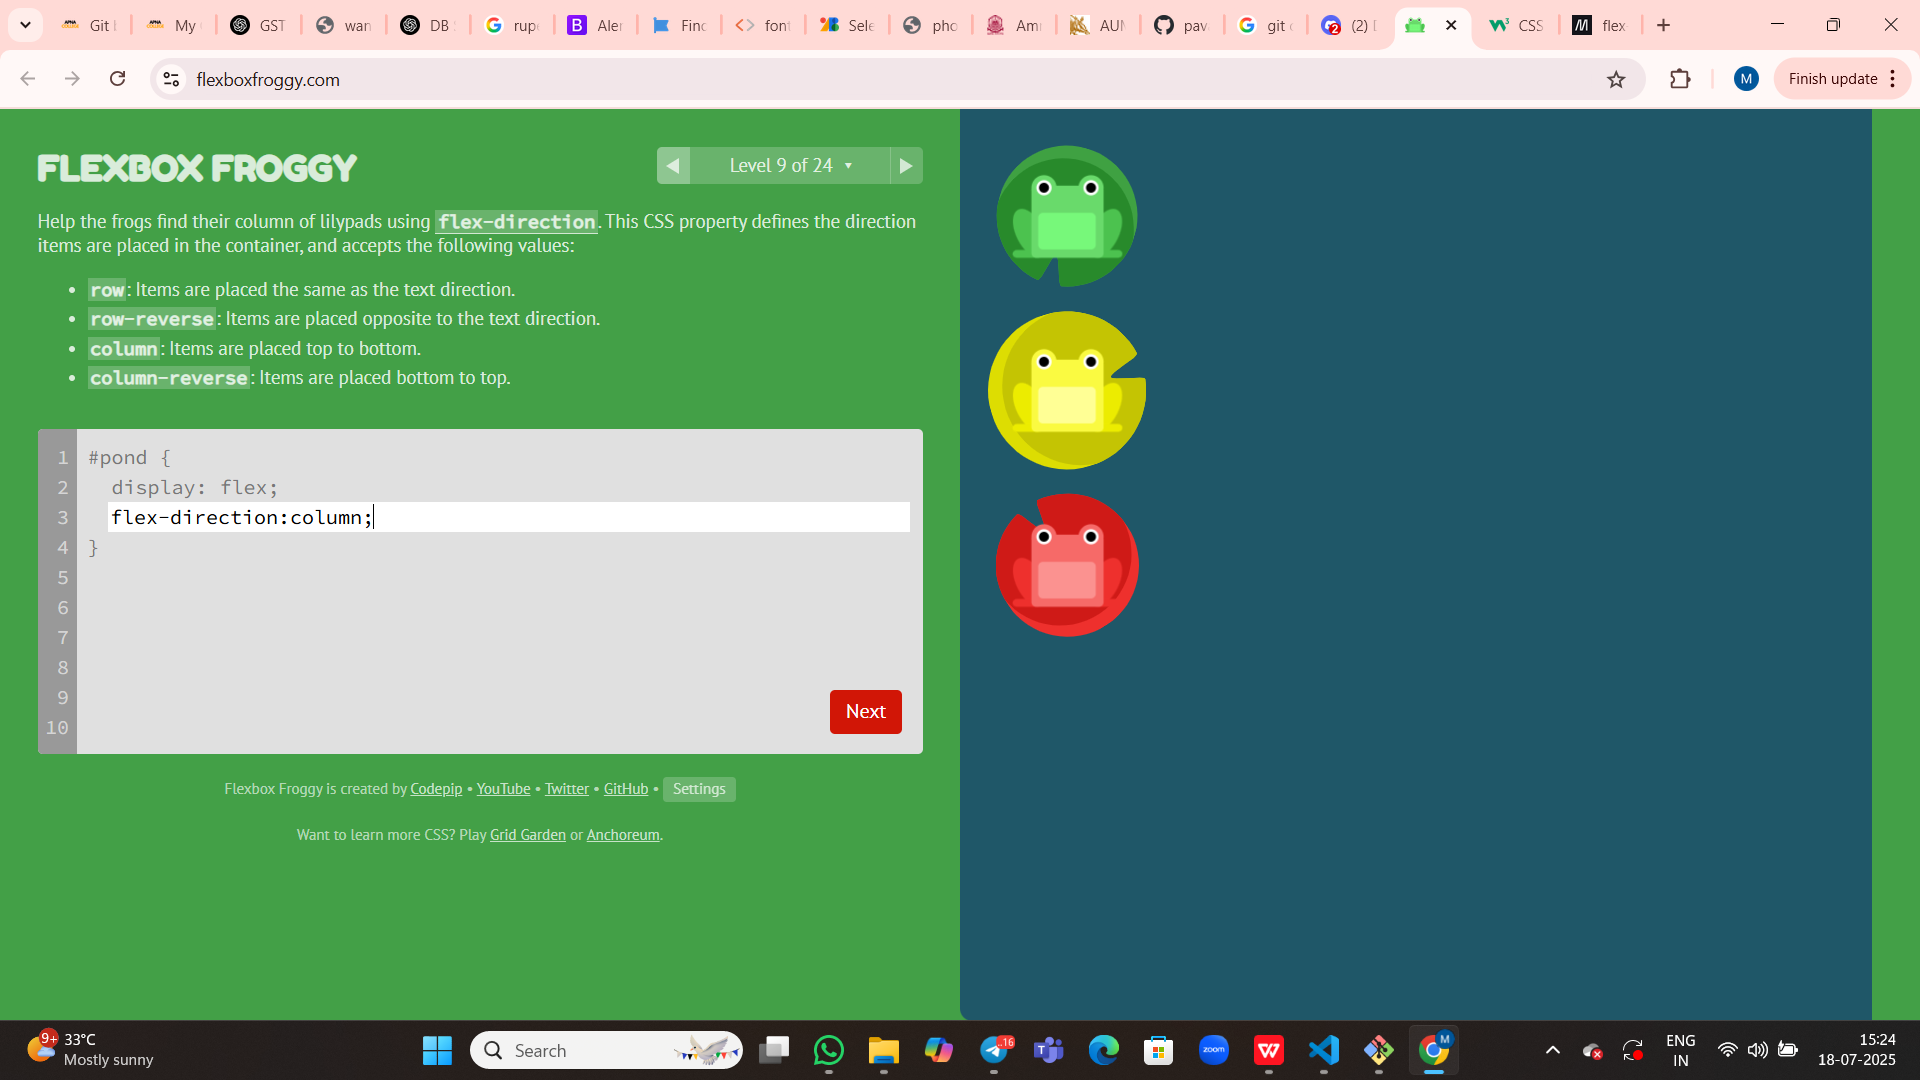 Git b
My
GST
wan
DB S
rupe
B
Aler
Find
font
Sele
pho
Amr
AUM
pava
git c
(2)
CSS
flex
flexboxfroggy.com
M
Finish update
FLEXBOX FROGGY
Level 9 of 24
Help the frogs find their column of lilypads using flex-direction. This CSS property defines the direction
items are placed in the container, and accepts the following values:
• row: Items are placed the same as the text direction.
• row-reverse: Items are placed opposite to the text direction.
• column: Items are placed top to bottom.
• column-reverse: Items are placed bottom to top.
1 #pond {
2 display: flex;
3 flex-direction:column;
4 }
5
6
7
8
9
10
Next
Flexbox Froggy is created by Codepip • YouTube • Twitter • GitHub • Settings
Want to learn more CSS? Play Grid Garden or Anchoreum.
9+
33°C
Mostly sunny
Search
..16
zoom
W
M
ENG
IN
15:24
18-07-2025